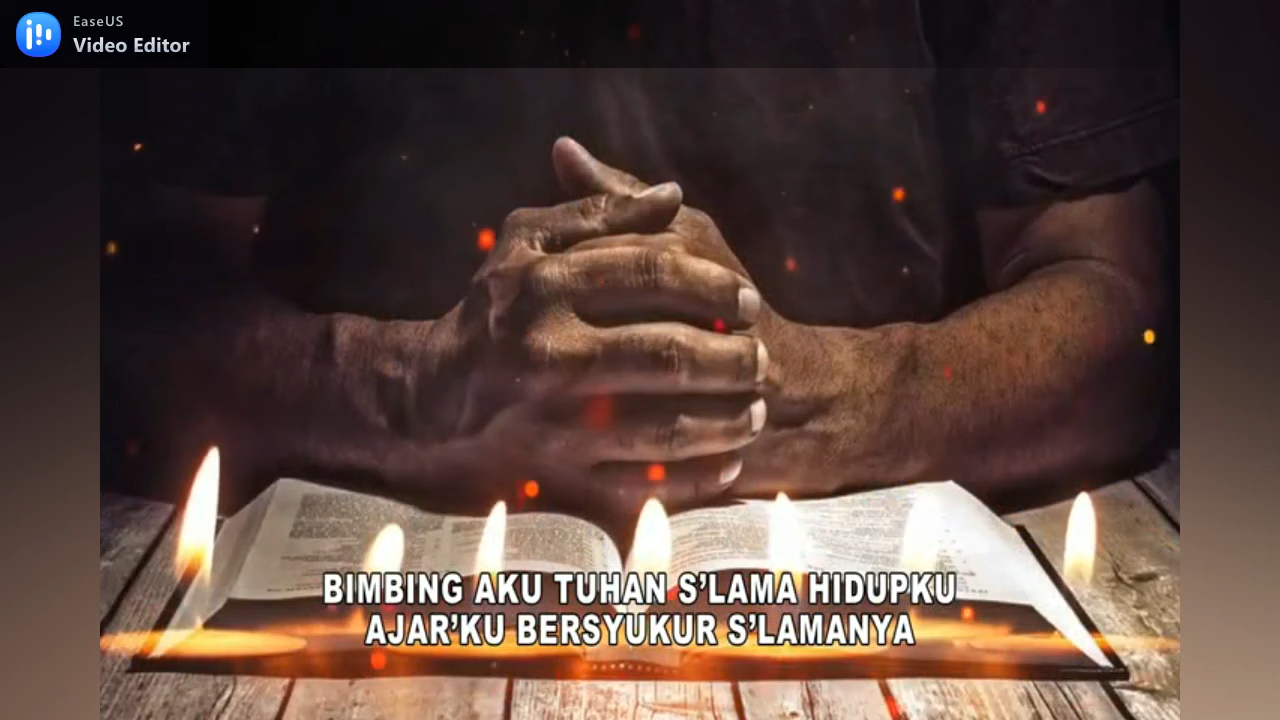 EaseUS
Video Editor
BIMBING AKU TUHAN S'LAMA HIDUPKU
AJAR'KU BERSYUKUR S'LAMANYA